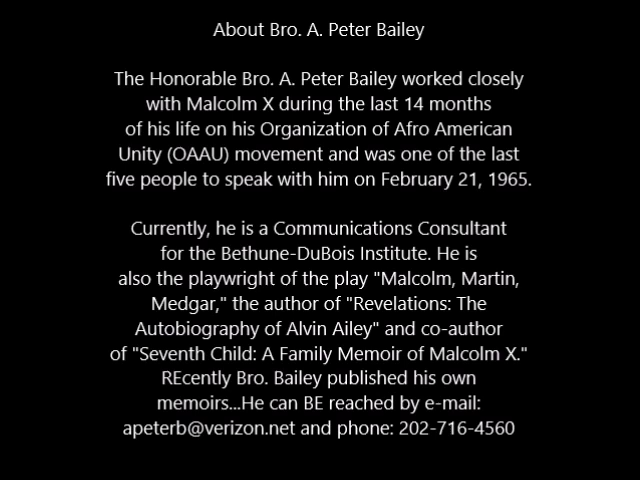 About Bro. A. Peter Bailey
The Honorable Bro. A. Peter Bailey worked closely
with Malcolm X during the last 14 months
of his life on his Organization of Afro American
Unity (OAAU) movement and was one of the last
five people to speak with him on February 21, 1965.
Currently, he is a Communications Consultant
for the Bethune-DuBois Institute. He is
also the playwright of the play "Malcolm, Martin,
Medgar," the author of "Revelations: The
Autobiography of Alvin Ailey" and co-author
of "Seventh Child: A Family Memoir of Malcolm X."
REcently Bro. Bailey published his own
memoirs...He can BE reached by e-mail:
apeterb@verizon.net and phone: 202-716-4560